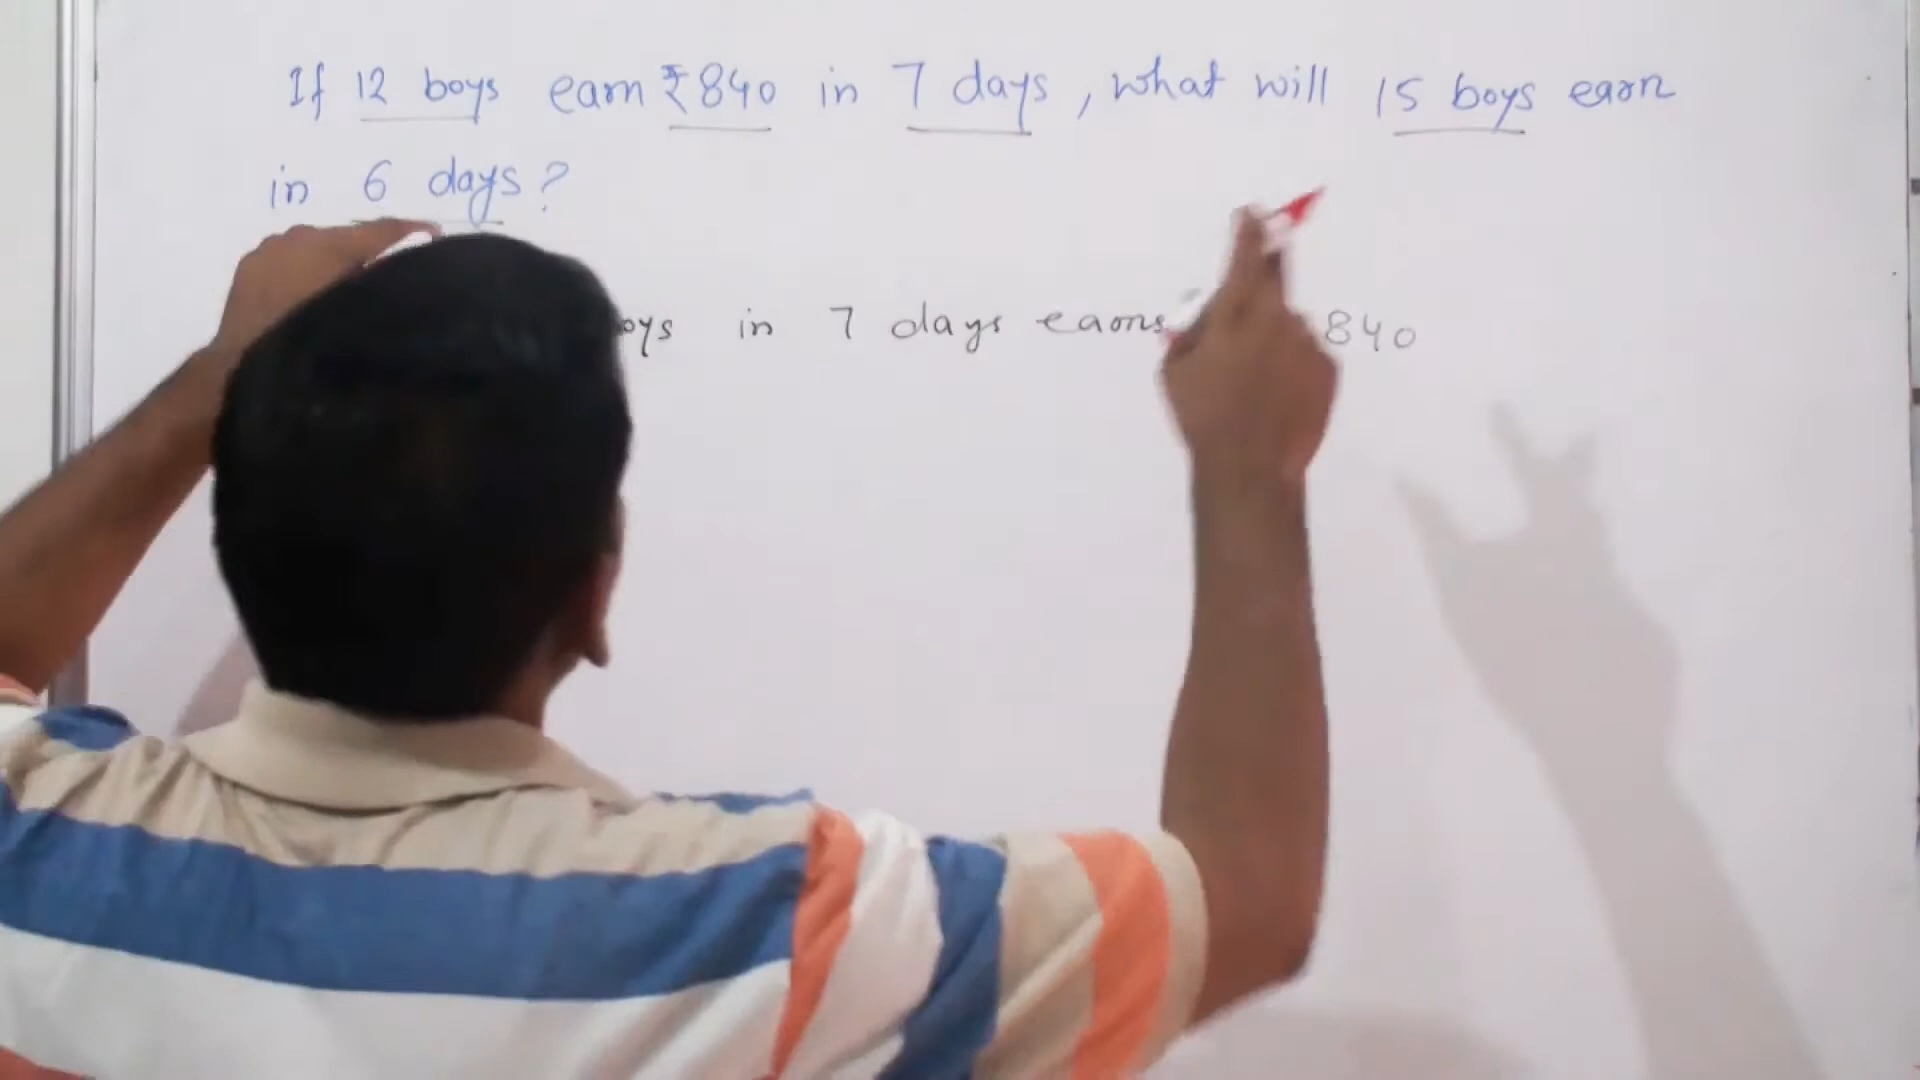 If 12 boys earn ₹840 in 7 days, what will 15 boys earn
in 6 days?
in 7 days earns 840